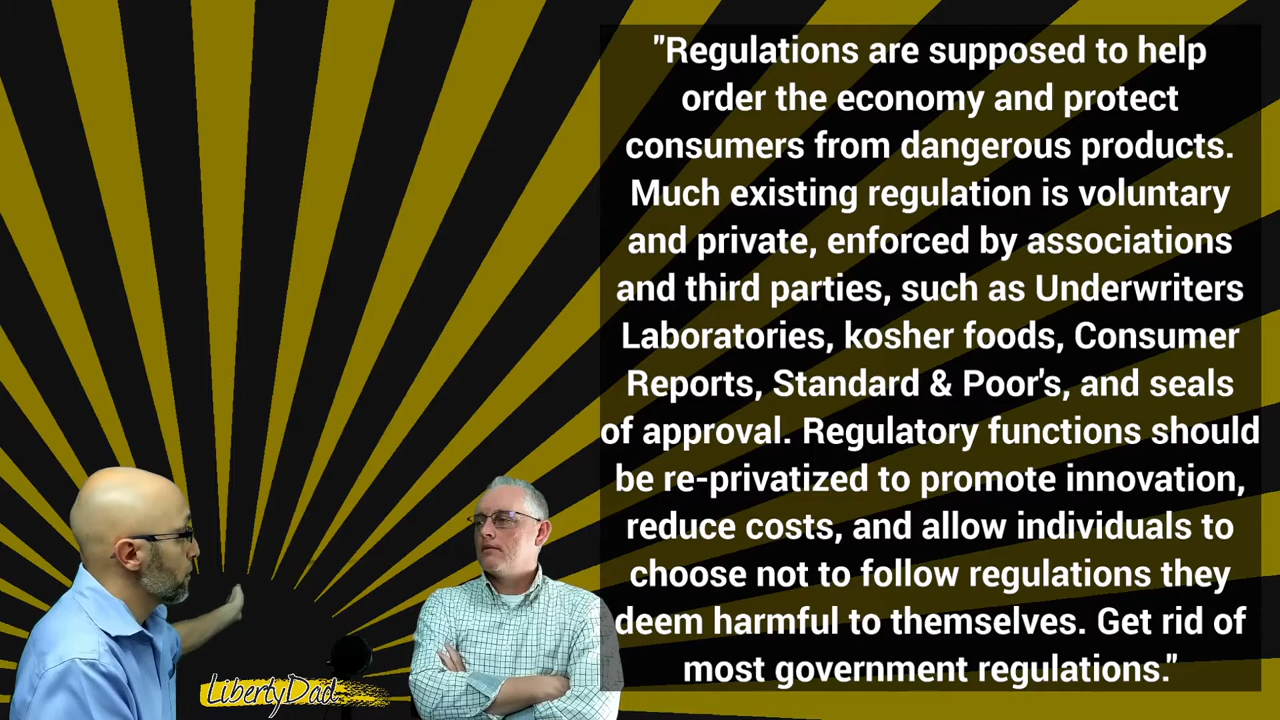 "Regulations are supposed to help
order the economy and protect
consumers from dangerous products.
Much existing regulation is voluntary
and private, enforced by associations
and third parties, such as Underwriters
Laboratories, kosher foods, Consumer
Reports, Standard & Poor's, and seals
of approval. Regulatory functions should
be re-privatized to promote innovation,
reduce costs, and allow individuals to
choose not to follow regulations they
deem harmful to themselves. Get rid of
most government regulations."
LibertyDad